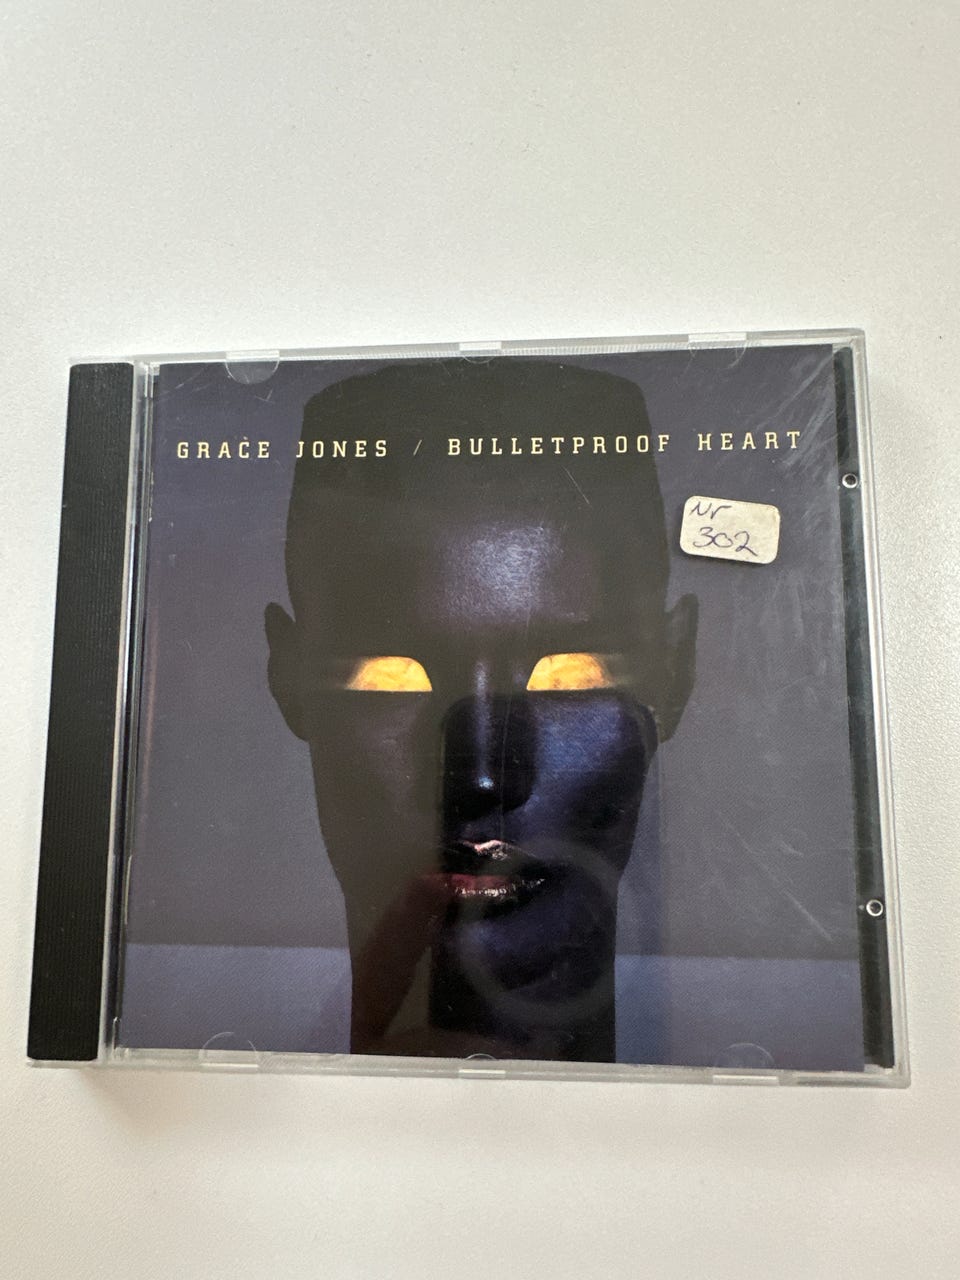 GRACE JONES / BULLETPROOF HEART
Nr
302